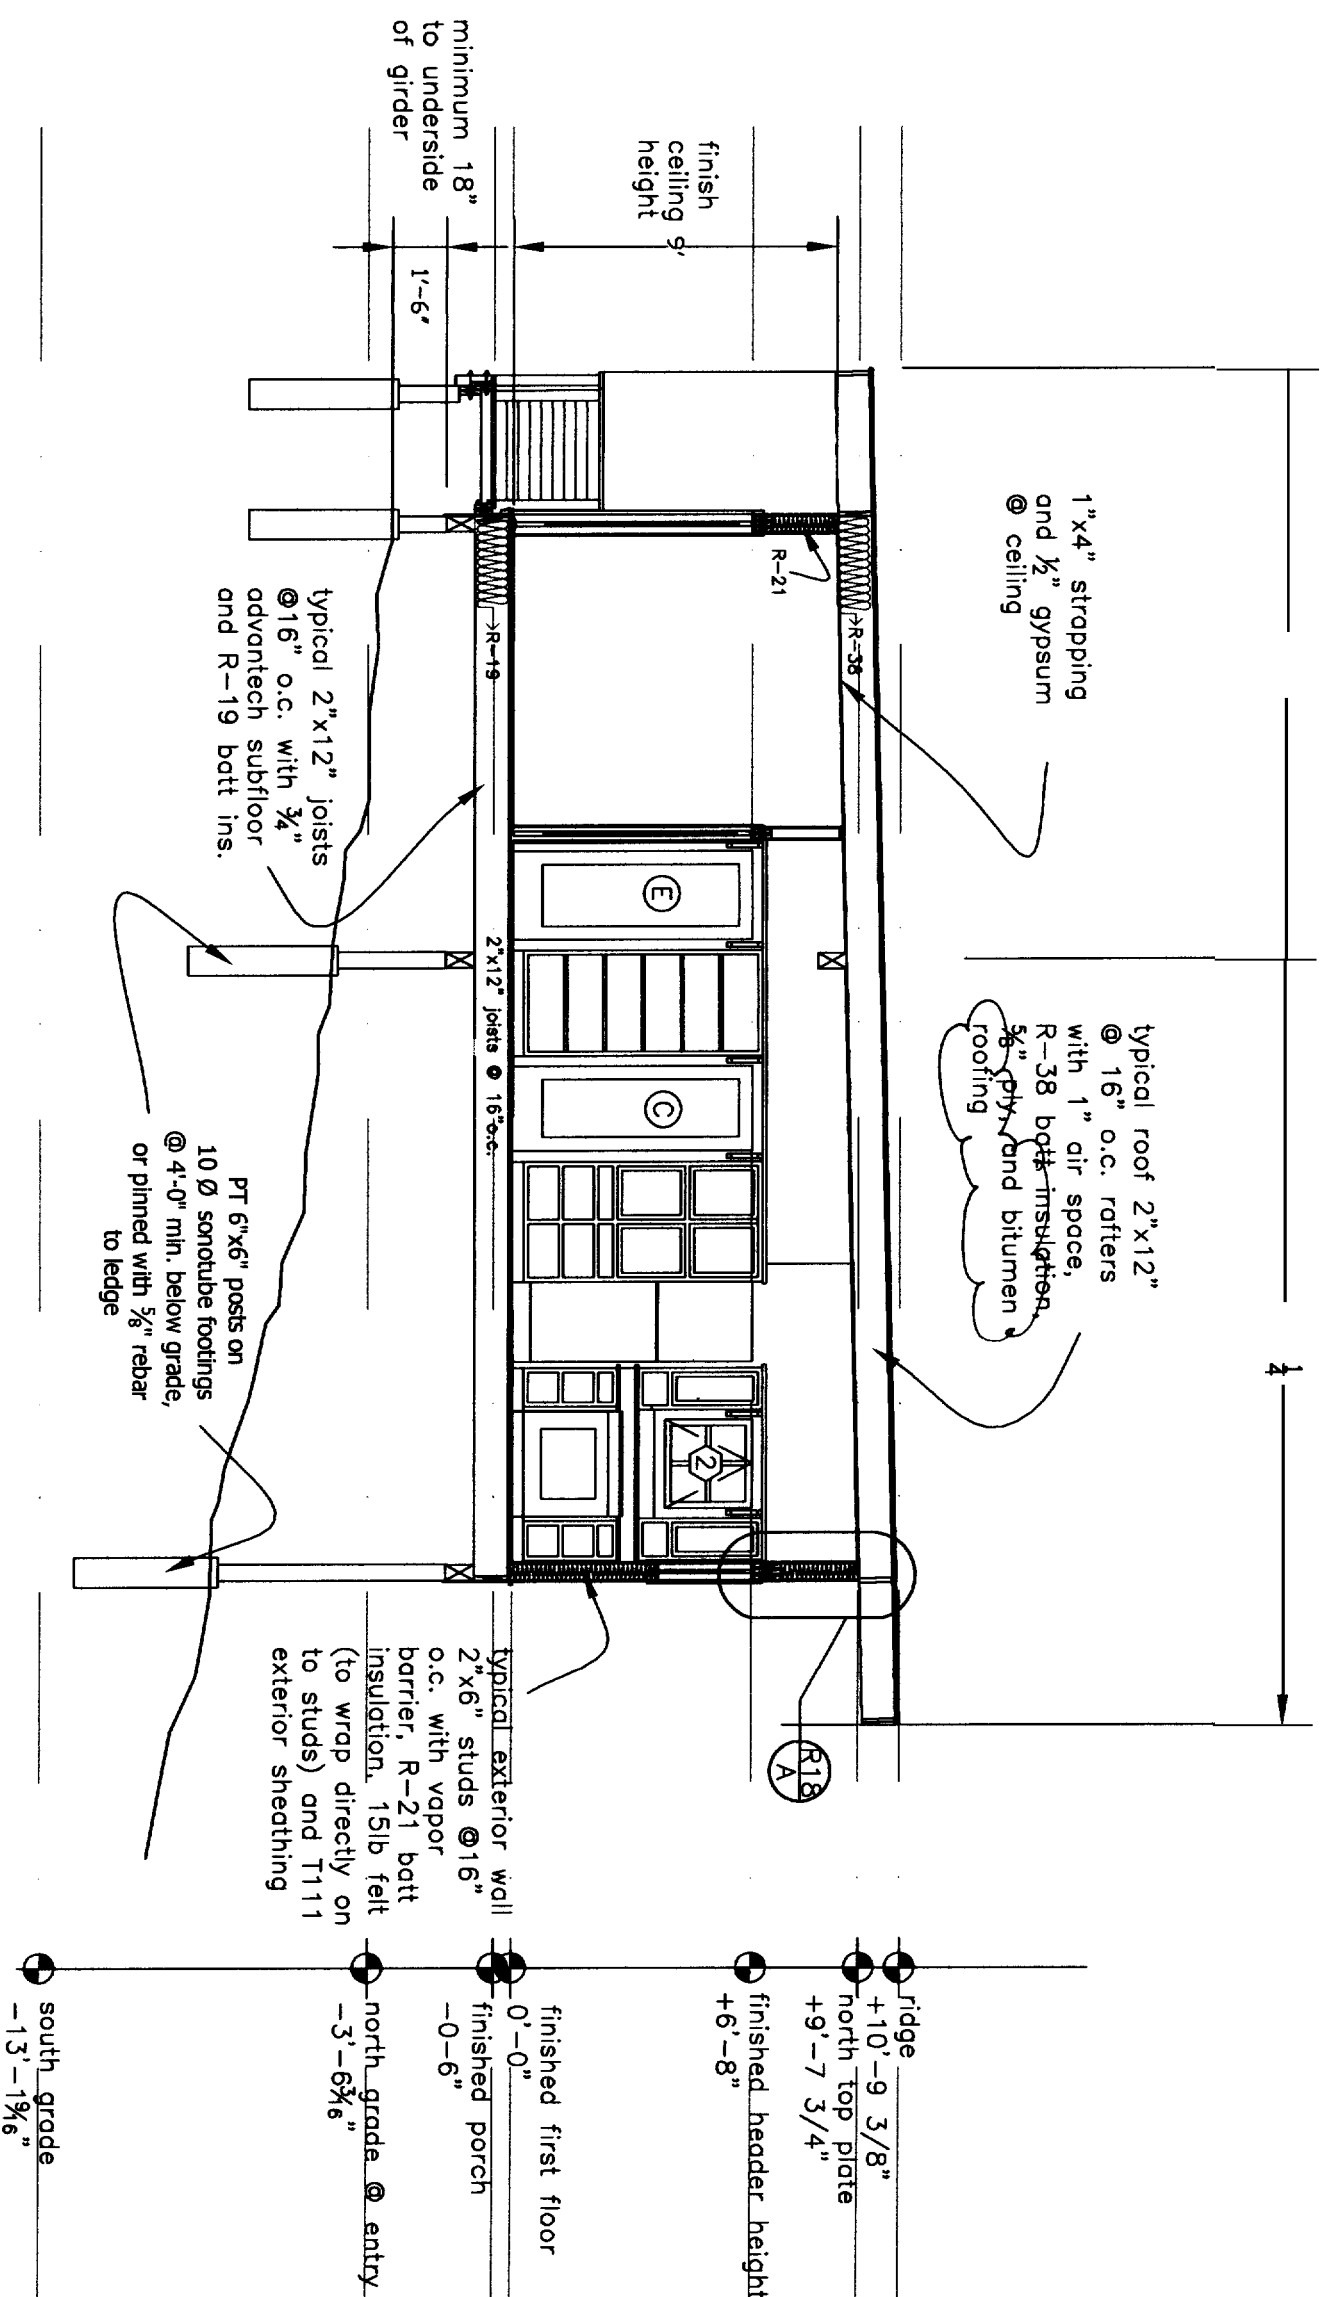 1"x4" strapping
and ½" gypsum
@ ceiling
typical roof 2"x12"
@ 16" o.c. rafters
with 1" air space,
R-38 batt insulation,
⅝" ply, and bitumen
roofing
¼
finish
ceiling 9'
height
R-21
→R-38
→R-19
E
C
2
2"x12" joists @ 16"o.c.
R18
A
minimum 18"
to underside
of girder
1'-6"
typical 2"x12" joists
@16" o.c. with ¾"
advantech subfloor
and R-19 batt ins.
PT 6"x6" posts on
10 Ø sonotube footings
@ 4'-0" min. below grade,
or pinned with ⅝" rebar
to ledge
typical exterior wall
2"x6" studs @16"
o.c. with vapor
barrier, R-21 batt
insulation, 15lb felt
(to wrap directly on
to studs) and T111
exterior sheathing
ridge
+10'-9 3/8"
north top plate
+9'-7 3/4"
finished header height
+6'-8"
finished first floor
0'-0"
finished porch
-0-6"
north grade @ entry
-3'-6³⁄₁₆"
south grade
-13'-1⁹⁄₁₆"